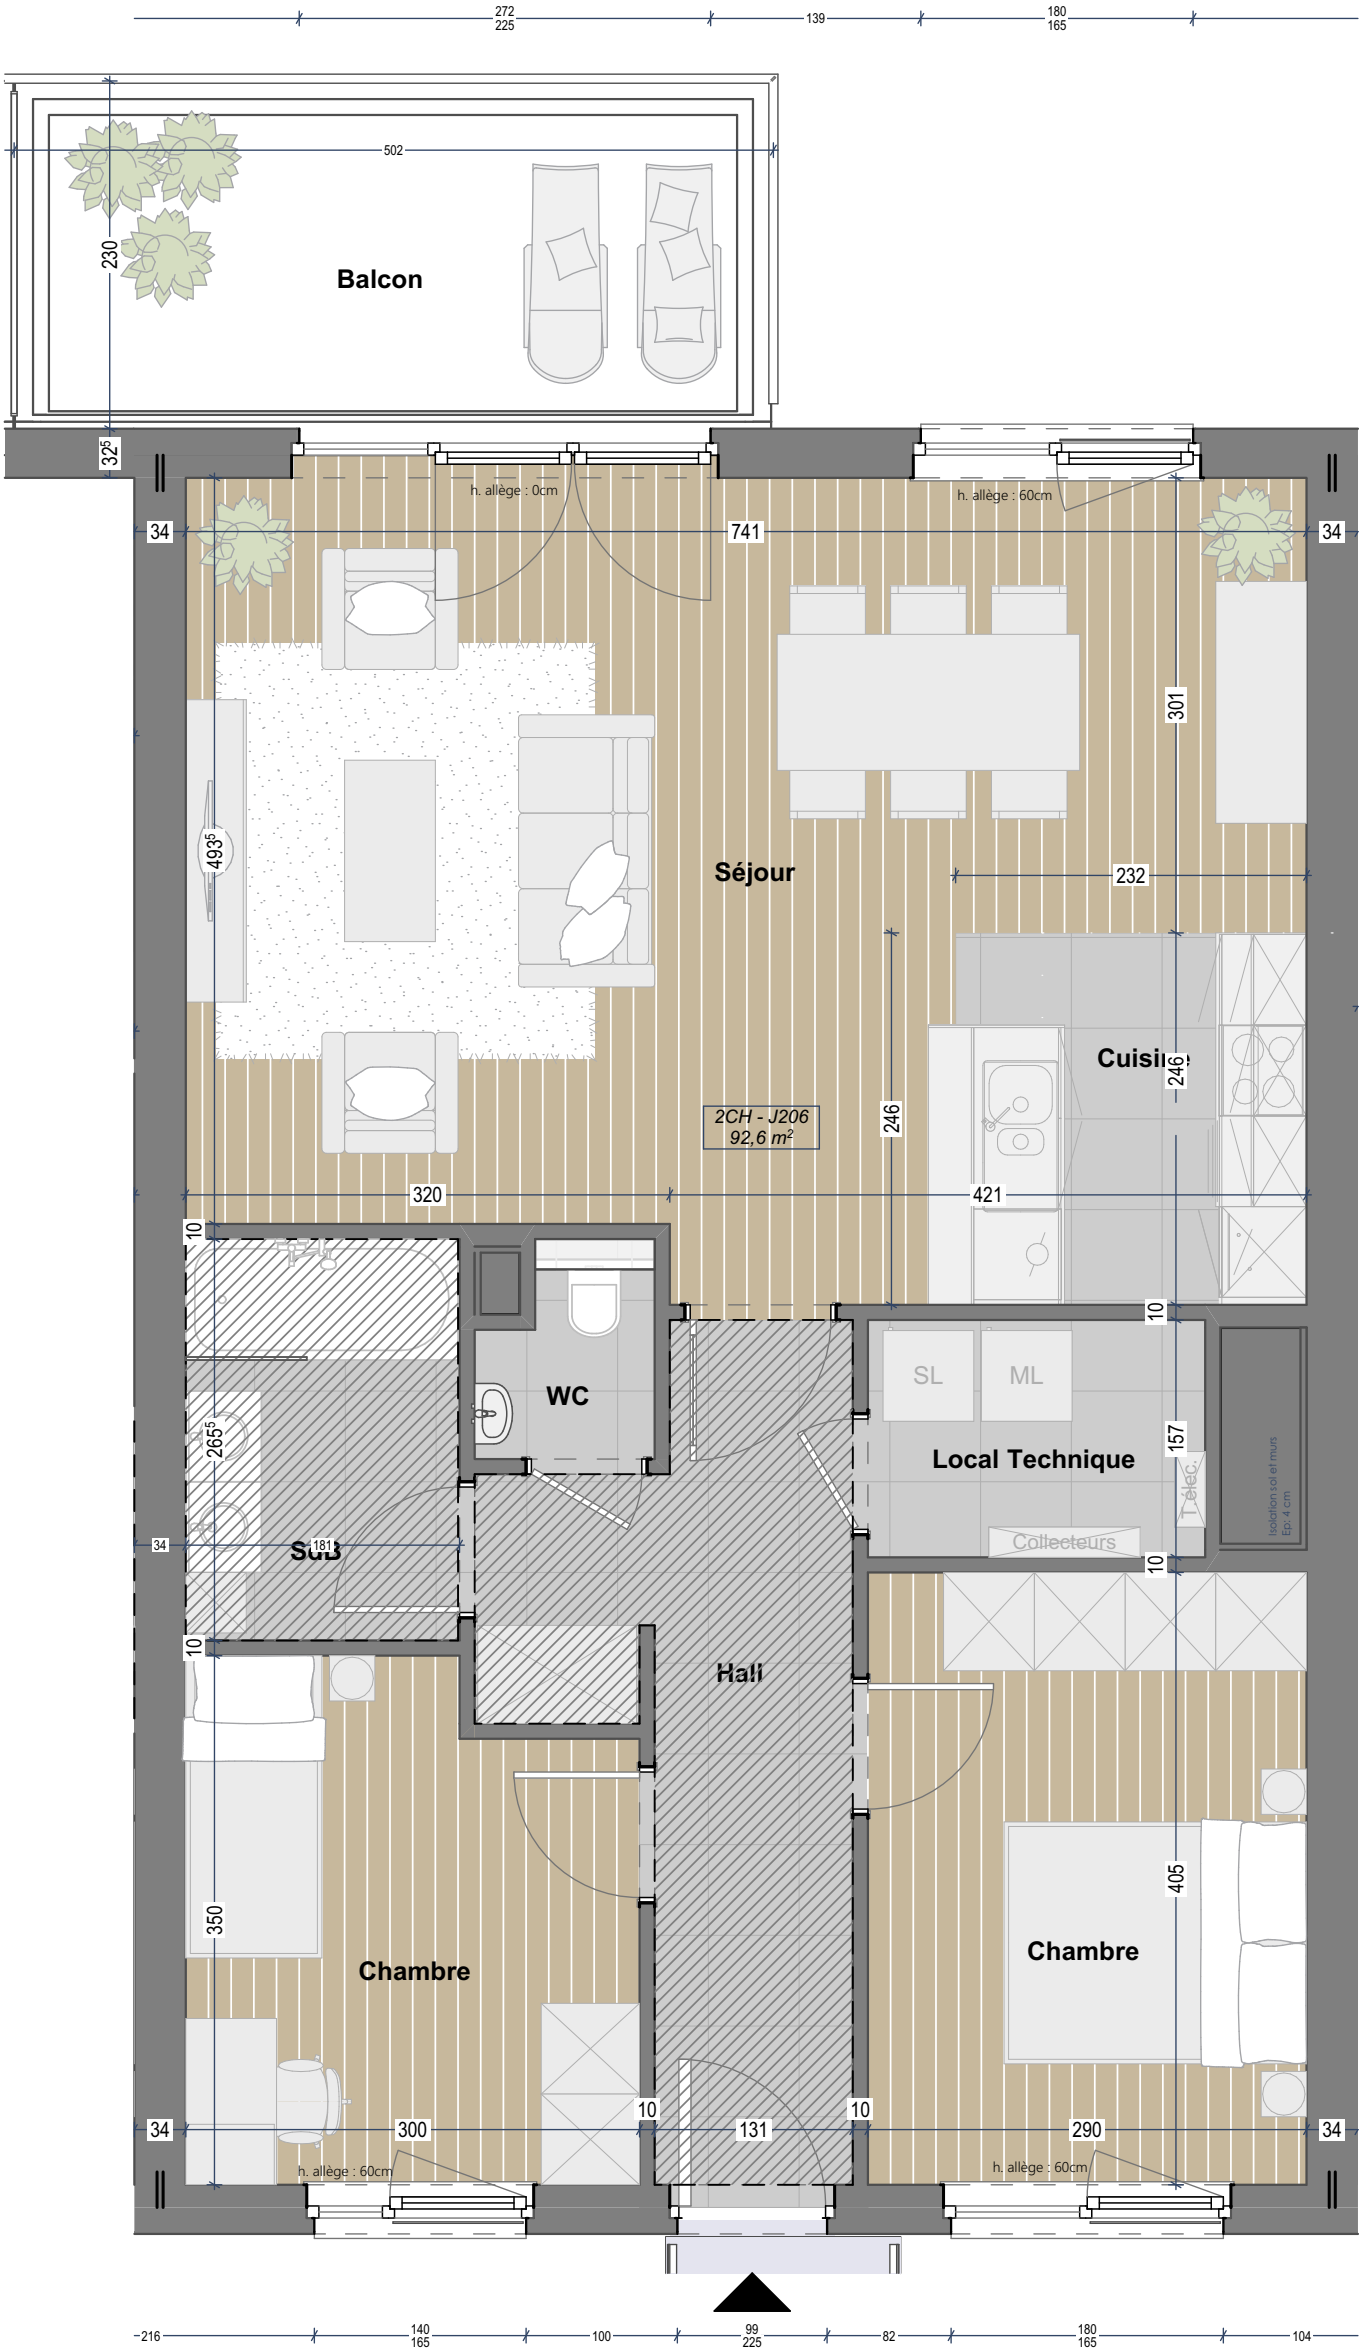 272
225
139
180
165
502
Balcon
230
32⁵
h. allège : 0cm
h. allège : 60cm
34
741
34
301
493⁵
Séjour
232
Cuisine
246
246
2CH - J206
92,6 m²
320
421
10
10
SL
ML
WC
265⁵
157
Local Technique
T élec.
Isolation sol et murs
Ep: 4 cm
34
181
SdB
Collecteurs
10
10
Hall
350
405
Chambre
Chambre
10
10
34
300
131
290
34
h. allège : 60cm
h. allège : 60cm
216
140
165
100
99
225
82
180
165
104